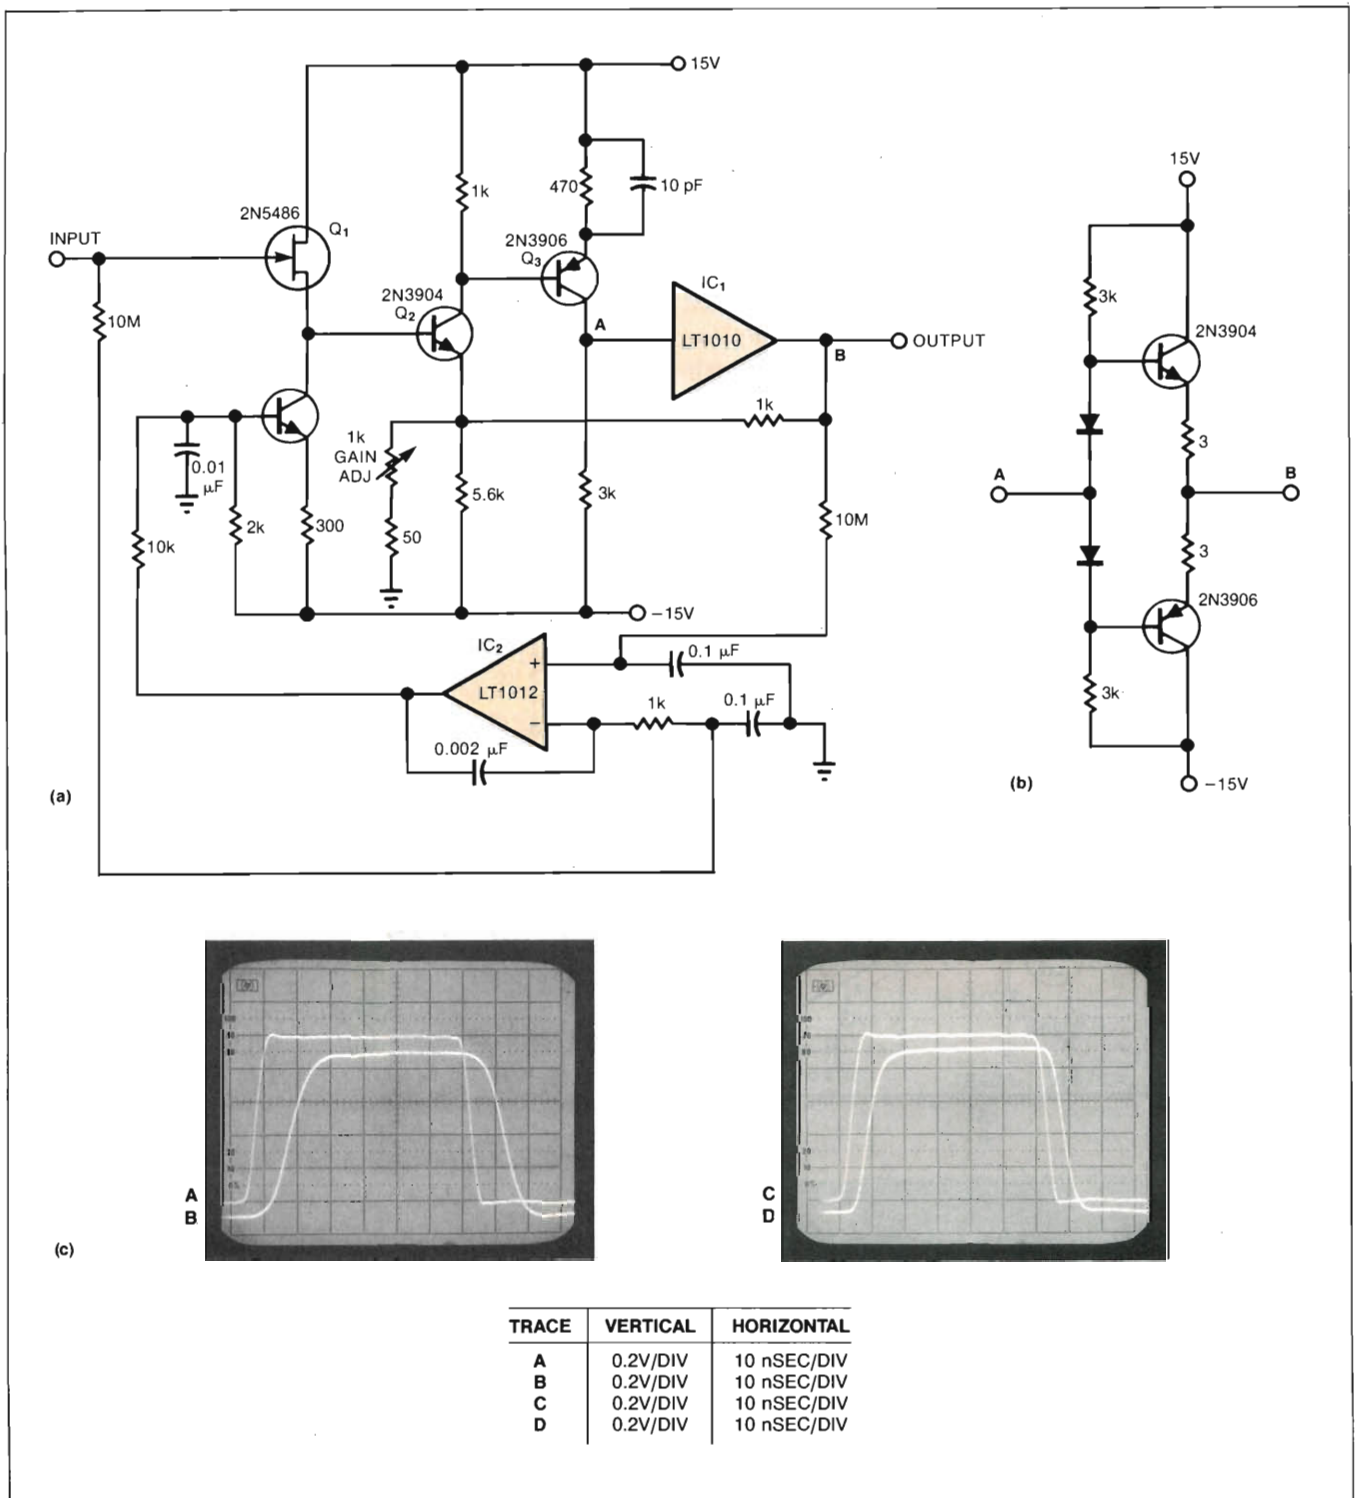 15V
1k
470
10 pF
2N5486
Q1
INPUT
2N3906
Q3
2N3904
Q2
IC1
10M
A
LT1010
OUTPUT
B
1k
1k
GAIN
ADJ
0.01
μF
5.6k
3k
10M
2k
300
50
10k
−15V
IC2
+
0.1 μF
LT1012
1k
0.1 μF
−
0.002 μF
(a)
15V
3k
2N3904
3
A
B
3
2N3906
3k
(b)
−15V
A
B
C
D
(c)
TRACE VERTICAL HORIZONTAL
A 0.2V/DIV 10 nSEC/DIV
B 0.2V/DIV 10 nSEC/DIV
C 0.2V/DIV 10 nSEC/DIV
D 0.2V/DIV 10 nSEC/DIV